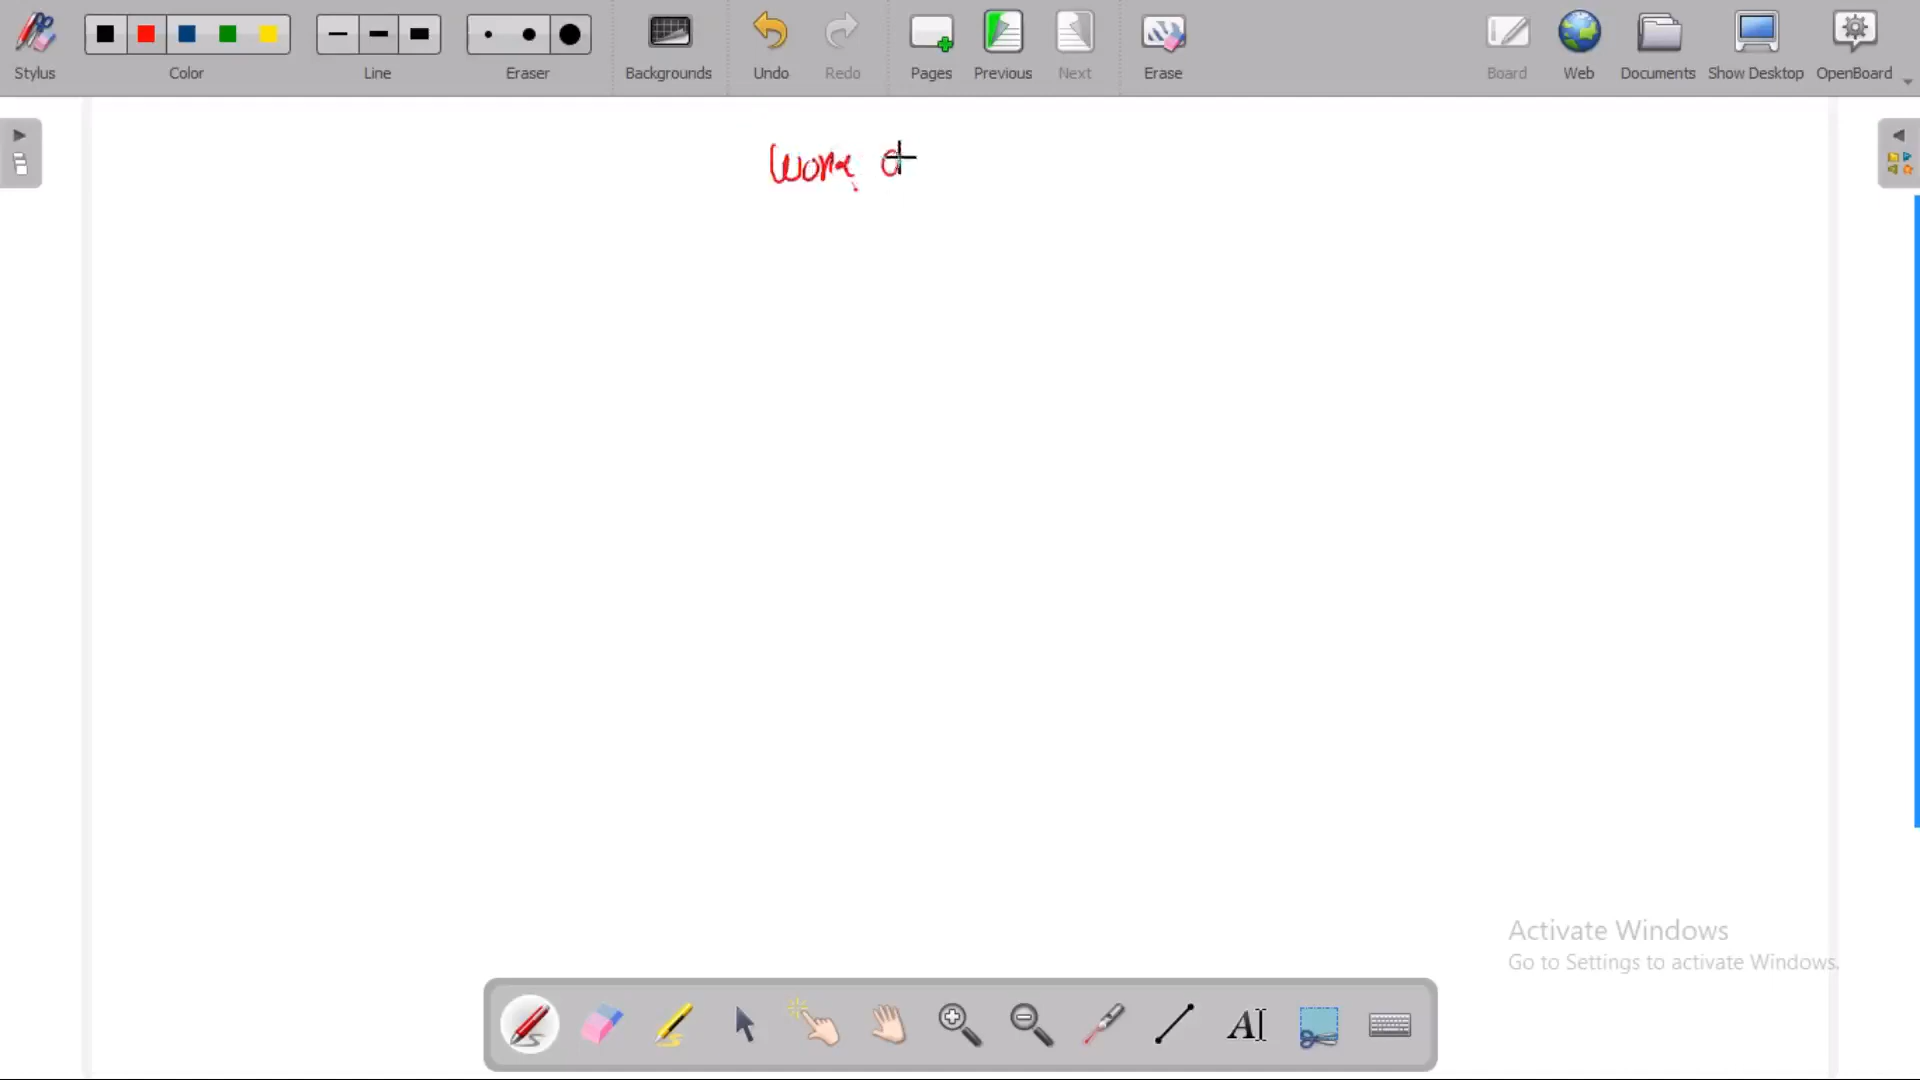 Stylus Color Line Eraser Backgrounds Undo Redo Pages Previous Next Erase Board Web Documents Show Desktop OpenBoard
Work
Activate Windows
Go to Settings to activate Windows.